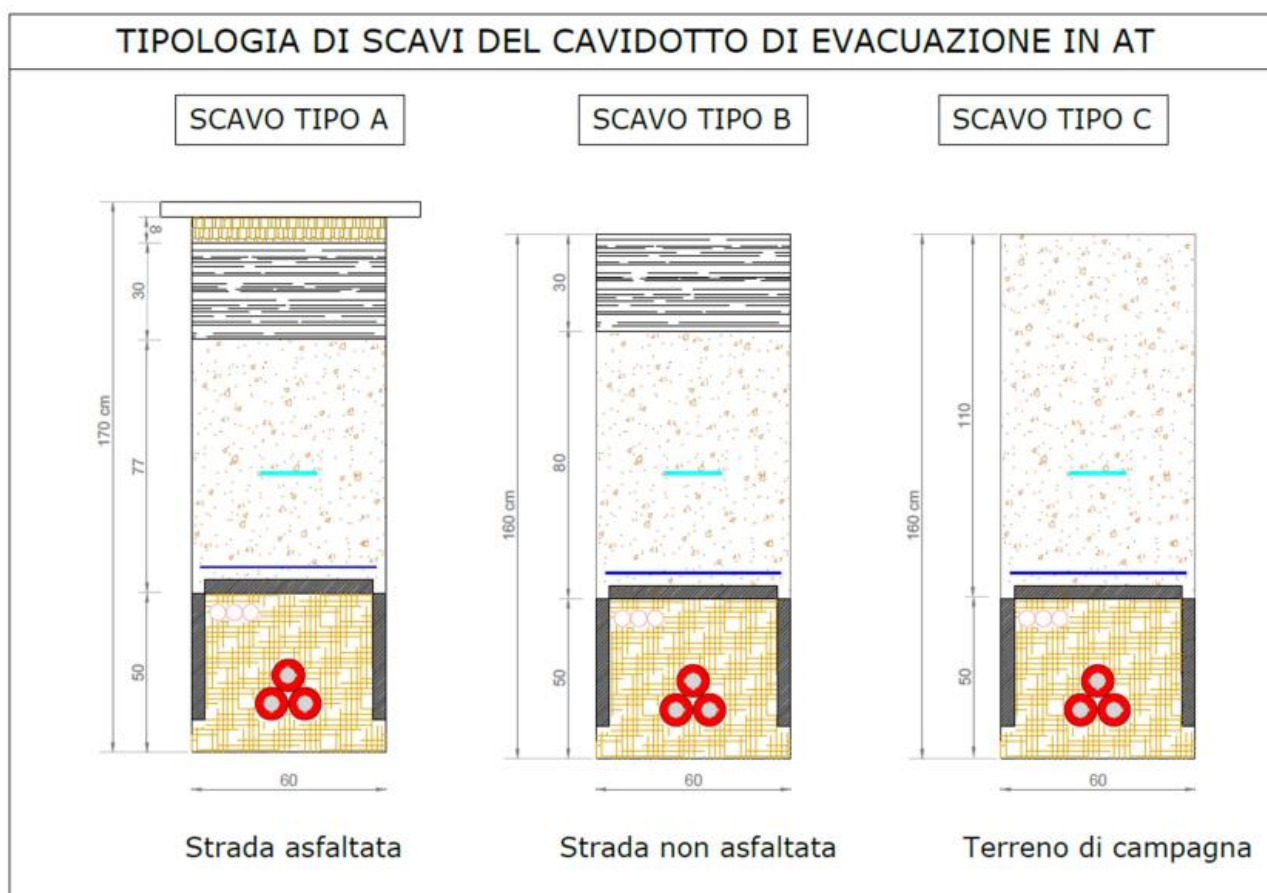 TIPOLOGIA DI SCAVI DEL CAVIDOTTO DI EVACUAZIONE IN AT
SCAVO TIPO A
SCAVO TIPO B
SCAVO TIPO C
170 cm
8
30
77
50
60
160 cm
30
80
50
60
160 cm
110
50
60
Strada asfaltata
Strada non asfaltata
Terreno di campagna